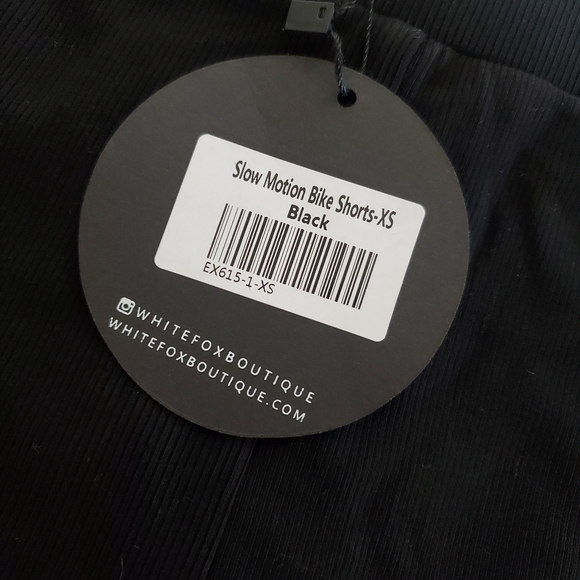 Slow Motion Bike Shorts-XS
Black
EX615-1-XS
WHITEFOXBOUTIQUE
WHITEFOXBOUTIQUE.COM